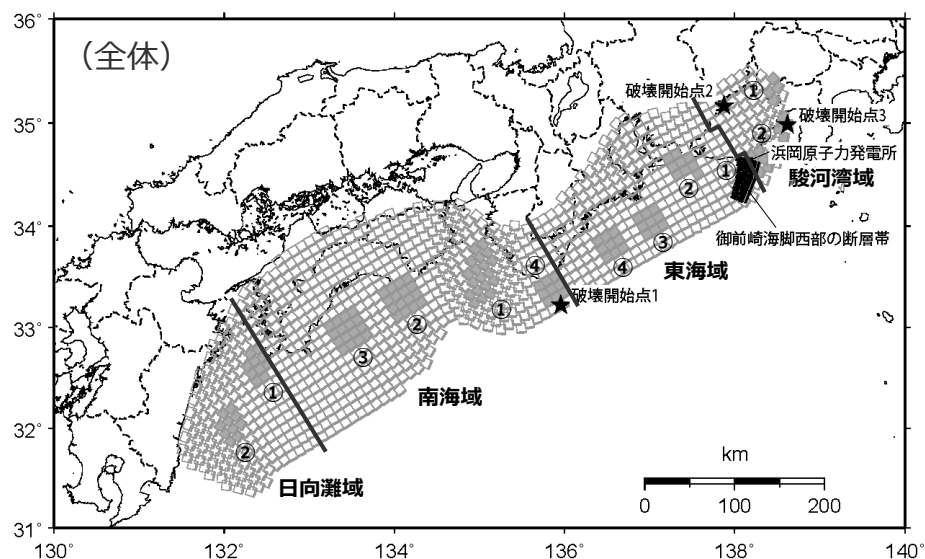 （全体）
36°
35°
34°
33°
32°
31°
130°
132°
134°
136°
138°
140°
破壊開始点2
①
破壊開始点3
②
浜岡原子力発電所
①
駿河湾域
②
御前崎海脚西部の断層帯
③
④
④
東海域
破壊開始点1
①
②
③
南海域
①
②
日向灘域
km
0
100
200